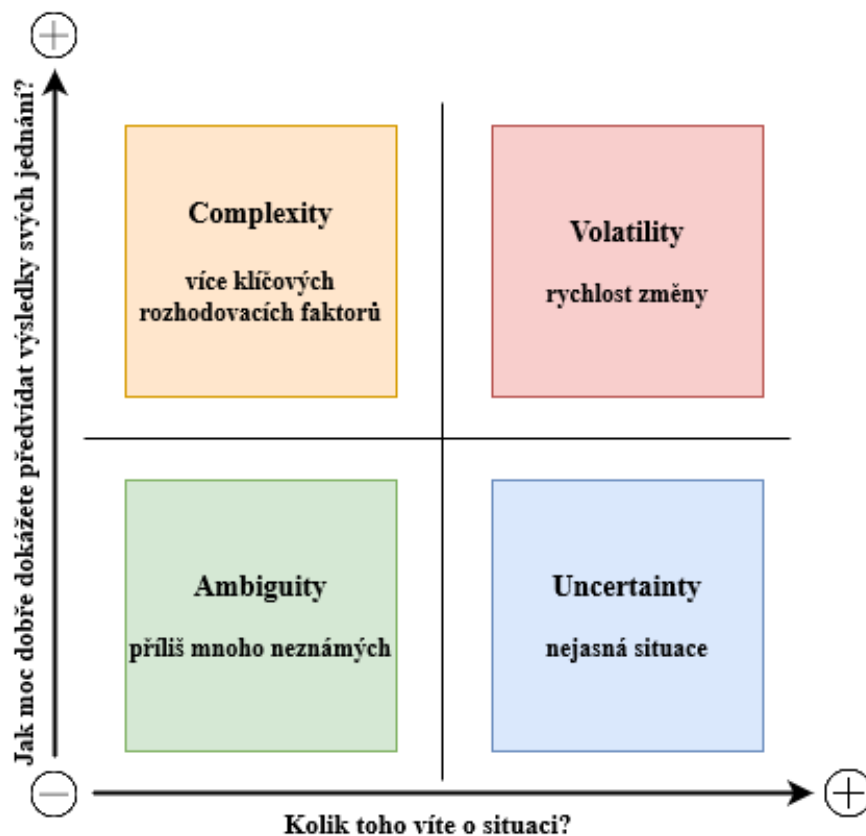 Jak moc dobře dokážete předvídat výsledky svých jednání?
Complexity
více klíčových
rozhodovacích faktorů
Volatility
rychlost změny
Ambiguity
příliš mnoho neznámých
Uncertainty
nejasná situace
Kolik toho víte o situaci?